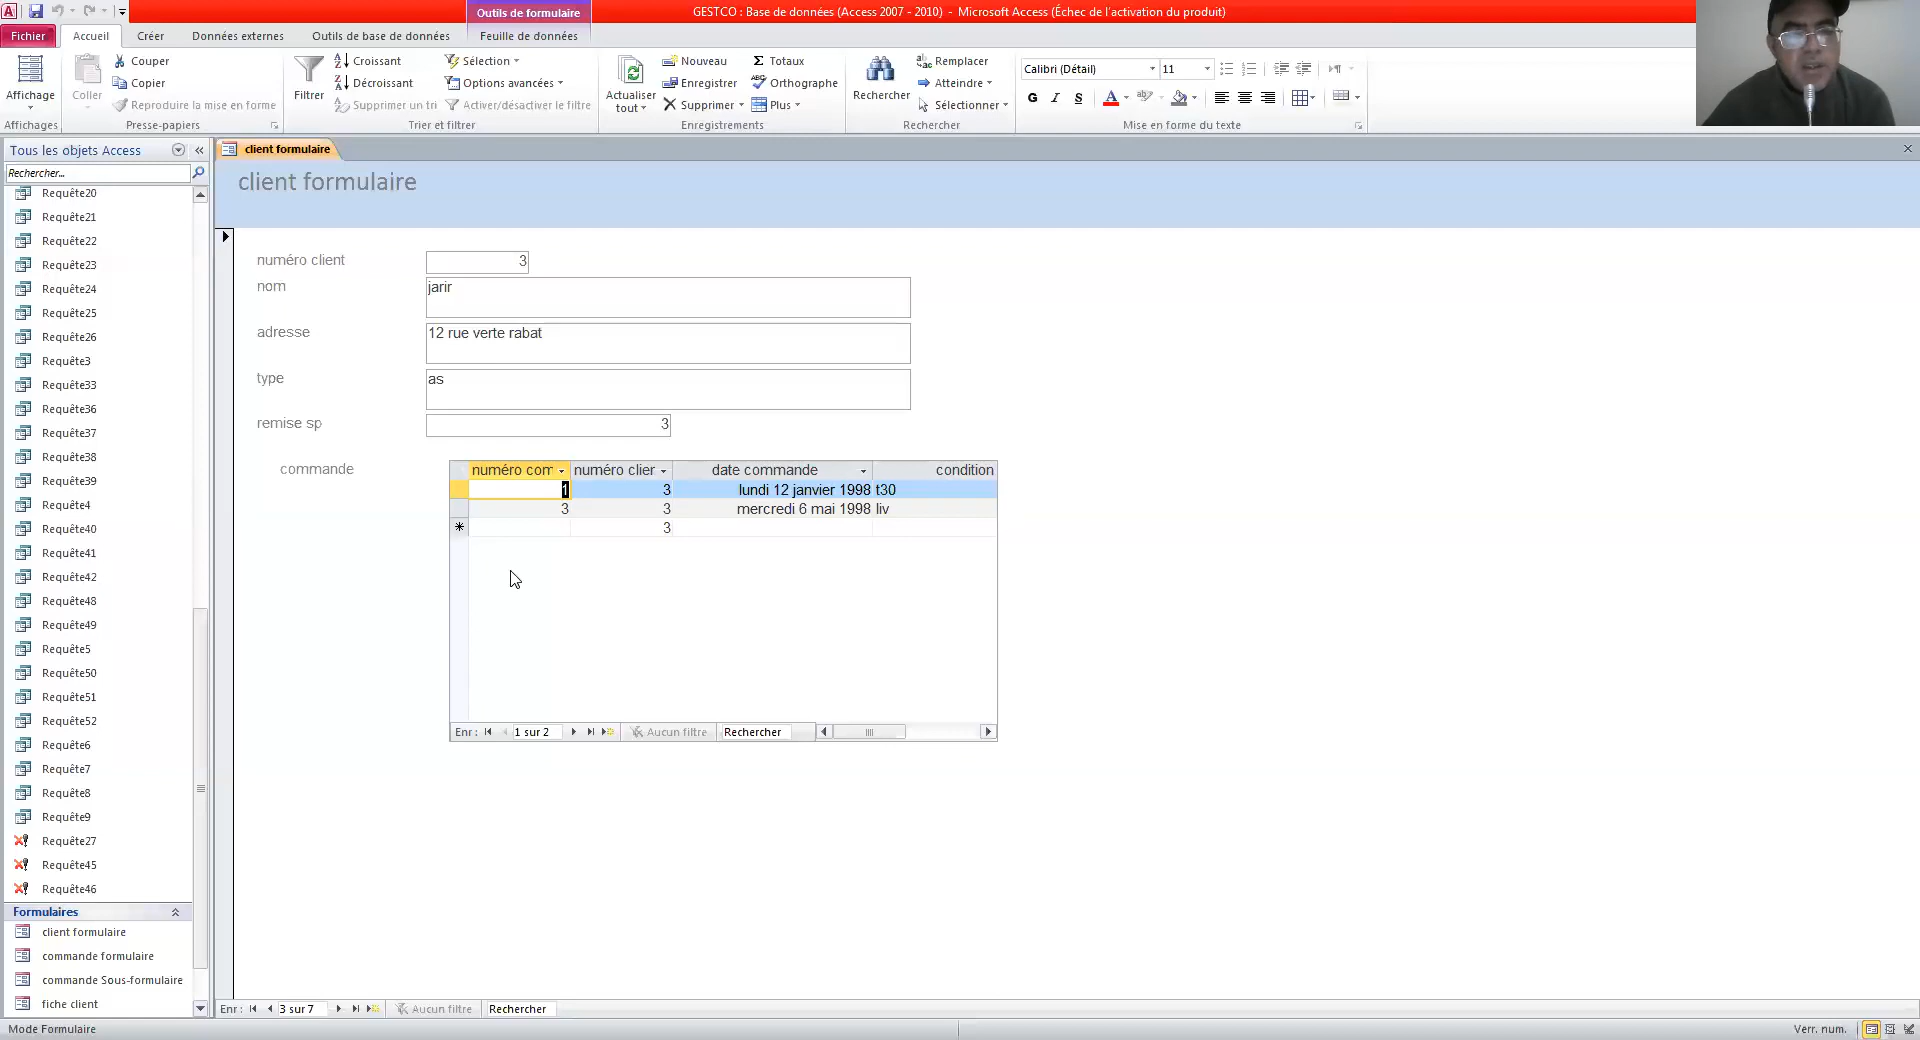 Outils de formulaire
GESTCO : Base de données (Access 2007 - 2010) - Microsoft Access (Échec de l'activation du produit)
Fichier Accueil Créer Données externes Outils de base de données Feuille de données
Affichage
Affichages
Coller
Couper
Copier
Reproduire la mise en forme
Presse-papiers
Filtrer
Croissant
Décroissant
Supprimer un tri
Sélection
Options avancées
Activer/désactiver le filtre
Trier et filtrer
Actualiser
tout
Nouveau
Enregistrer
Supprimer
Totaux
Orthographe
Plus
Enregistrements
Rechercher
Remplacer
Atteindre
Sélectionner
Rechercher
Calibri (Détail) 11
G I S A
Mise en forme du texte
Tous les objets Access
Rechercher...
Requête20
Requête21
Requête22
Requête23
Requête24
Requête25
Requête26
Requête3
Requête33
Requête36
Requête37
Requête38
Requête39
Requête4
Requête40
Requête41
Requête42
Requête48
Requête49
Requête5
Requête50
Requête51
Requête52
Requête6
Requête7
Requête8
Requête9
Requête27
Requête45
Requête46
Formulaires
client formulaire
commande formulaire
commande Sous-formulaire
fiche client
client formulaire
client formulaire
numéro client 3
nom jarir
adresse 12 rue verte rabat
type as
remise sp 3
commande
numéro com numéro clier date commande condition
1 3 lundi 12 janvier 1998 t30
3 3 mercredi 6 mai 1998 liv
* 3
Enr : 1 sur 2 Aucun filtre Rechercher
Enr : 3 sur 7 Aucun filtre Rechercher
Mode Formulaire Verr. num.